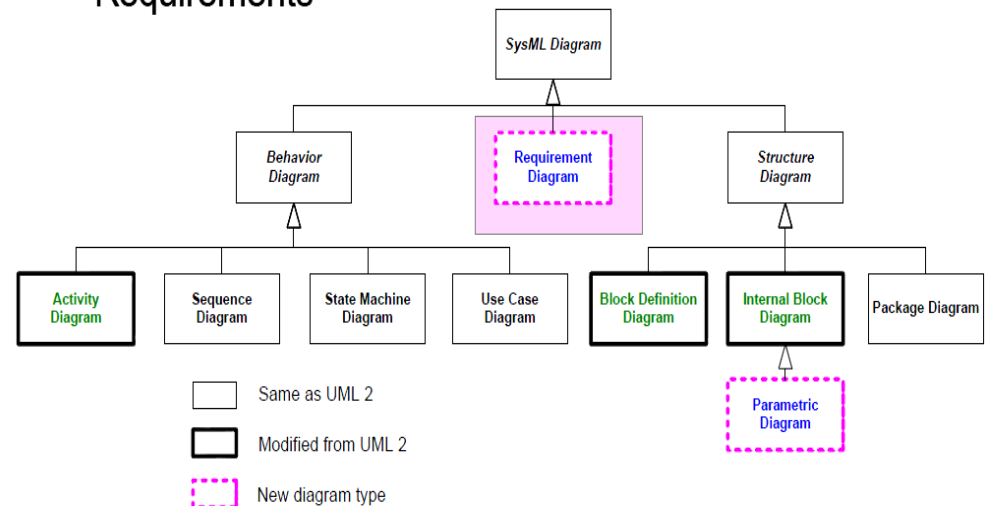 Requirements
SysML Diagram
Behavior
Diagram
Requirement
Diagram
Structure
Diagram
Activity
Diagram
Sequence
Diagram
State Machine
Diagram
Use Case
Diagram
Block Definition
Diagram
Internal Block
Diagram
Package Diagram
Parametric
Diagram
Same as UML 2
Modified from UML 2
New diagram type